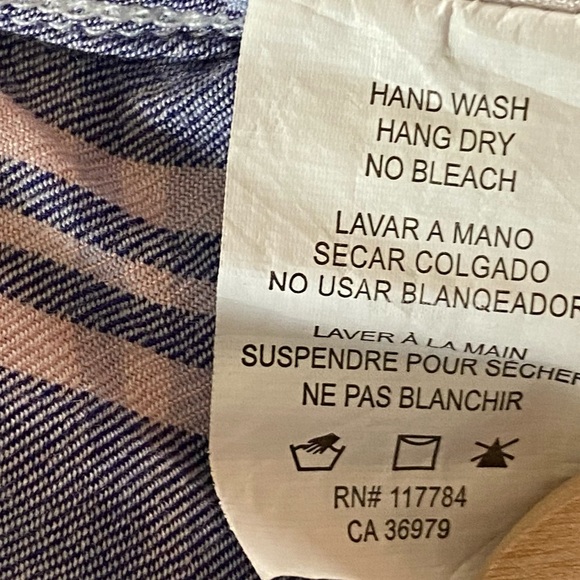 HAND WASH
HANG DRY
NO BLEACH
LAVAR A MANO
SECAR COLGADO
NO USAR BLANQEADOR
LAVER À LA MAIN
SUSPENDRE POUR SÉCHER
NE PAS BLANCHIR
RN# 117784
CA 36979